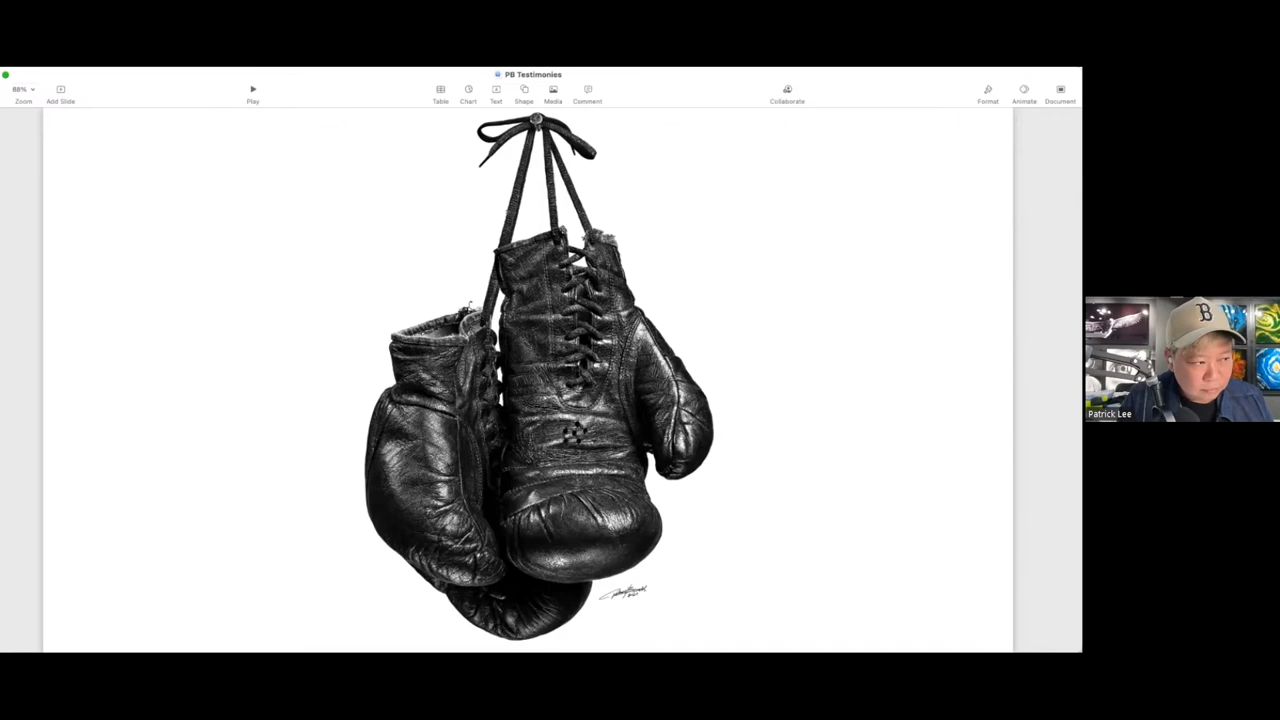 PB Testimonies
88%
Zoom
Add Slide
Play
Table
Chart
Text
Shape
Media
Comment
Collaborate
Format
Animate
Document
B
Patrick Lee